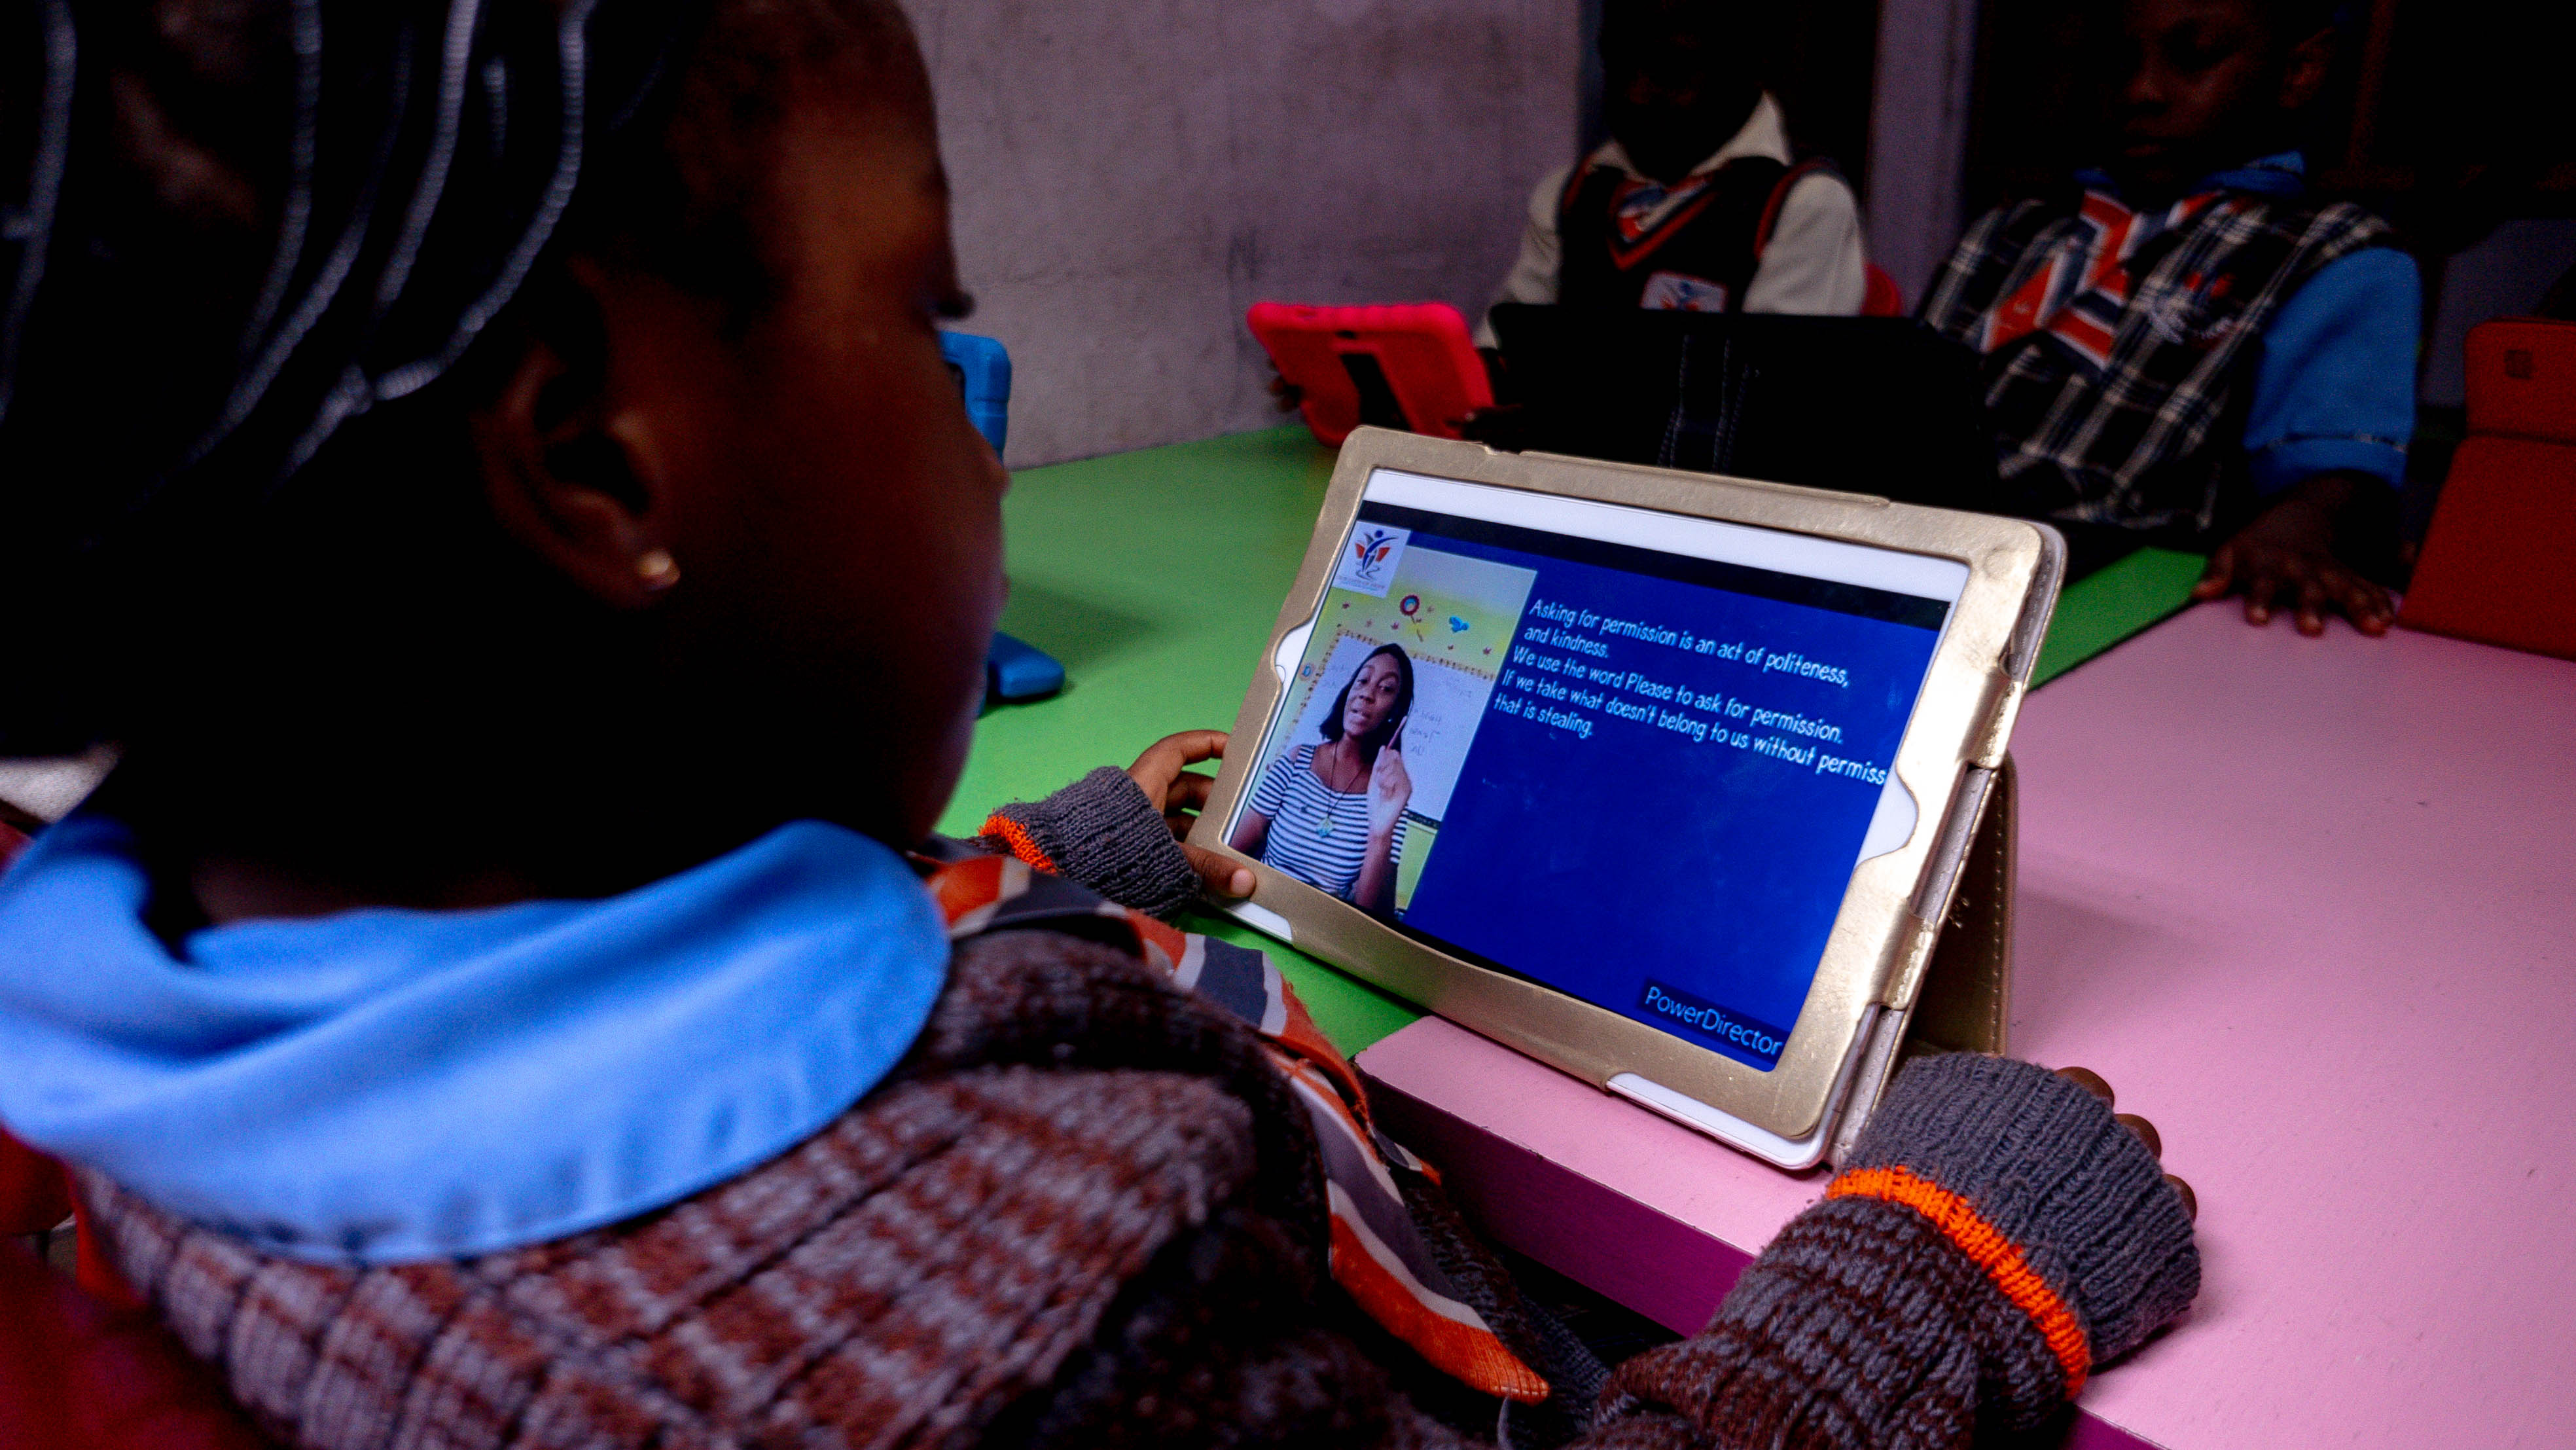 Asking for permission is an act of politeness,
and kindness.
We use the word Please to ask for permission.
If we take what doesn't belong to us without permiss
that is stealing.
PowerDirector